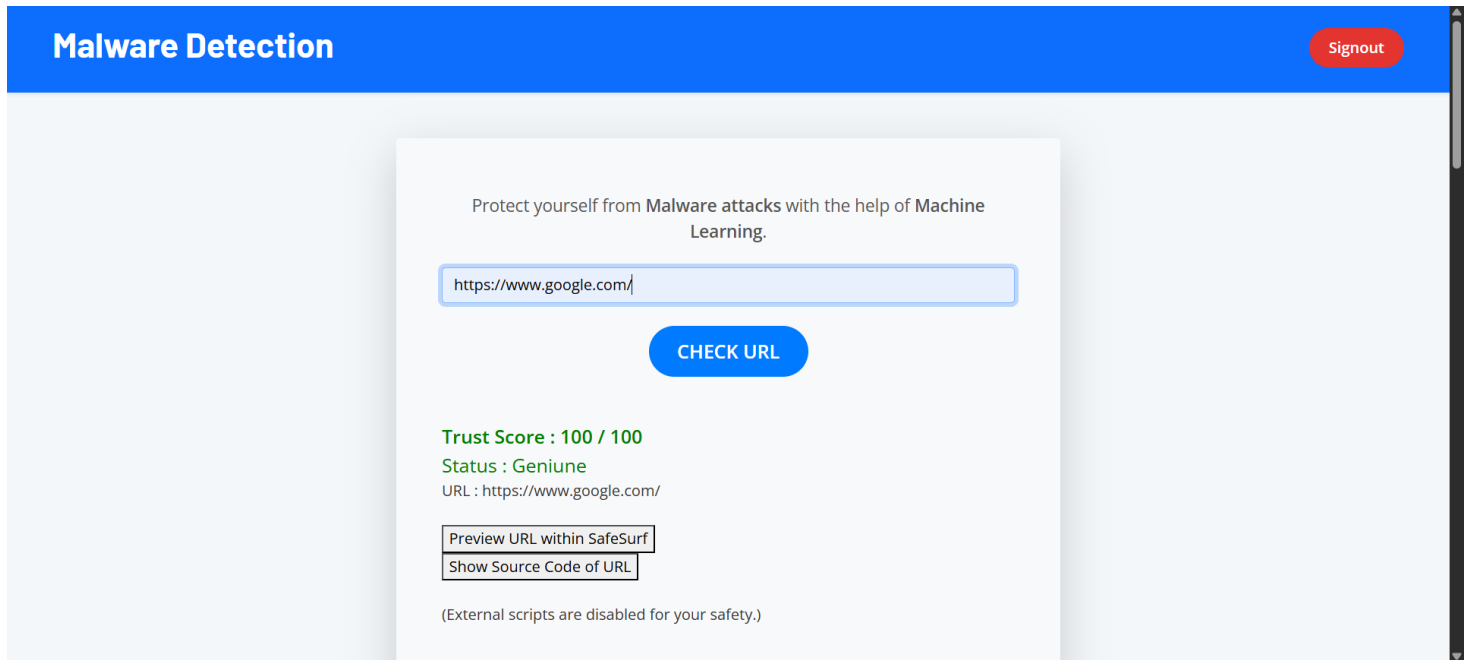 Malware Detection
Signout
Protect yourself from Malware attacks with the help of Machine
Learning.
https://www.google.com/
CHECK URL
Trust Score : 100 / 100
Status : Geniune
URL : https://www.google.com/
Preview URL within SafeSurf
Show Source Code of URL
(External scripts are disabled for your safety.)